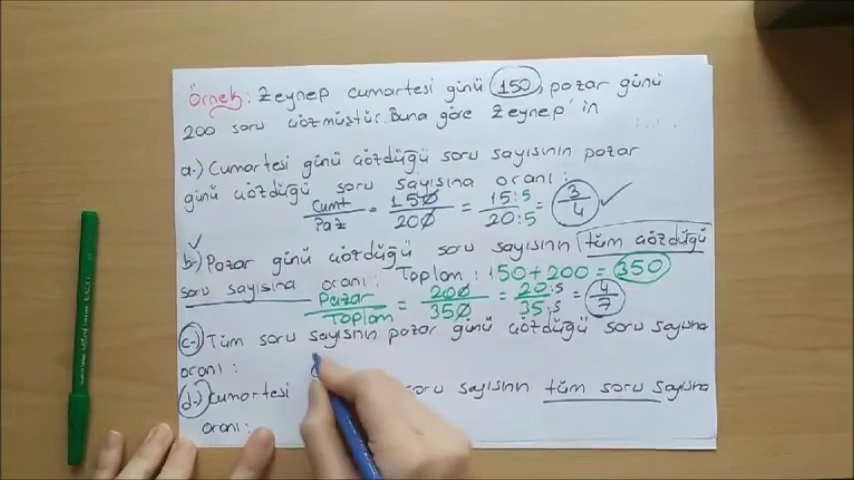 Örnek: Zeynep cumartesi günü 150, pazar günü
200 soru çözmüştür. Buna göre Zeynep'in
a.) Cumartesi günü çözdüğü soru sayısının pazar
günü çözdüğü soru sayısına oranı:
Cumt/Paz = 150/200 = 15:5/20:5 = 3/4
b.) Pazar günü çözdüğü soru sayısının tüm çözdüğü
soru sayısına oranı: Toplam: 150+200 = 350
Pazar/Toplam = 200/350 = 20:5/35:5 = 4/7
c.) Tüm soru sayısının pazar günü çözdüğü soru sayısına
oranı:
d.) Cumartesi soru sayısının tüm soru sayısına
oranı: